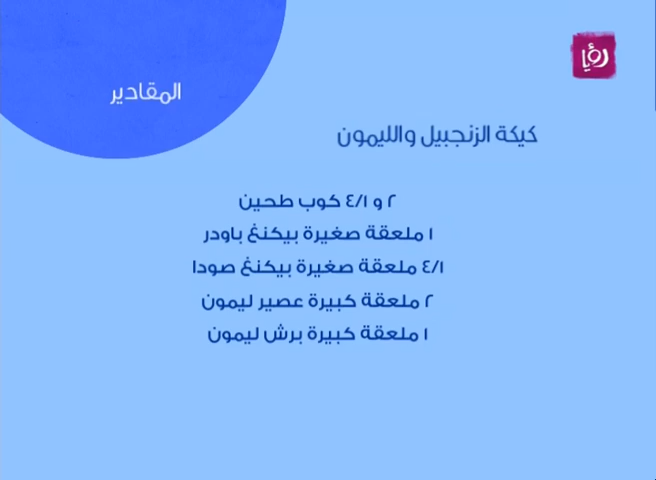 رؤيا
المقادير
كيكة الزنجبيل والليمون
٢ و ١/٤ كوب طحين
١ ملعقة صغيرة بيكنغ باودر
١/٤ ملعقة صغيرة بيكنغ صودا
٢ ملعقة كبيرة عصير ليمون
١ ملعقة كبيرة برش ليمون